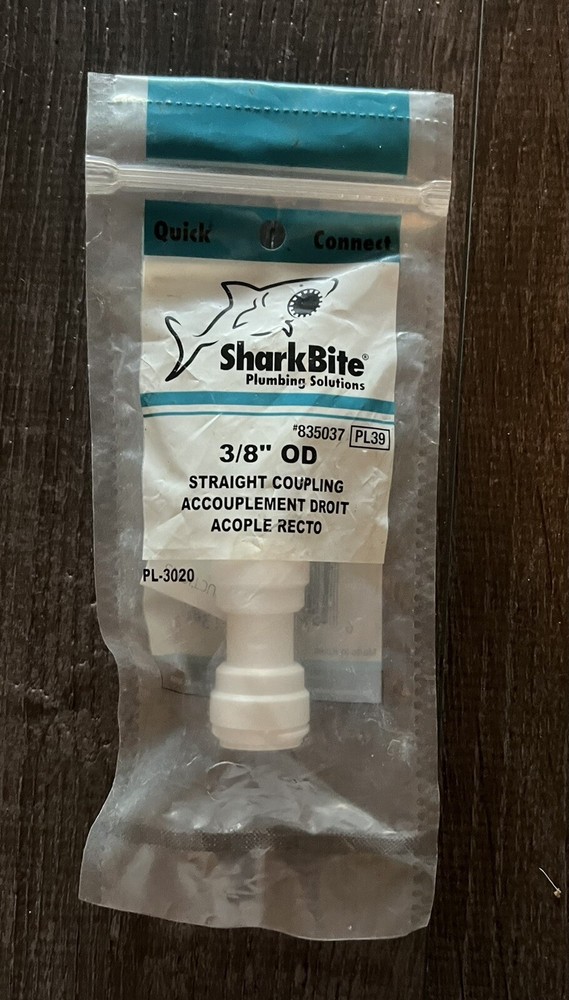 Quick Connect
SharkBite®
Plumbing Solutions
#835037 PL39
3/8" OD
STRAIGHT COUPLING
ACCOUPLEMENT DROIT
ACOPLE RECTO
PL-3020